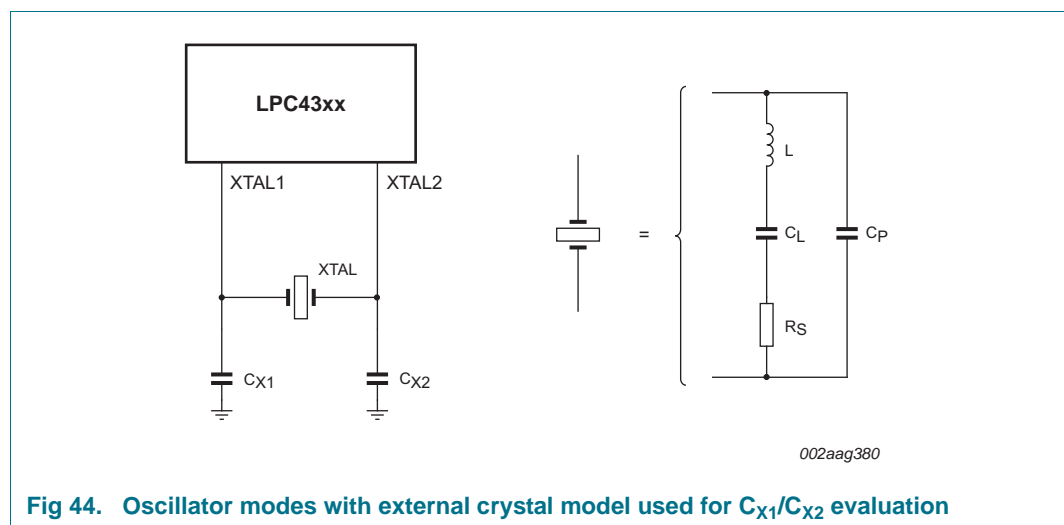 LPC43xx
XTAL1
XTAL2
XTAL
CX1
CX2
=
L
CL
CP
RS
002aag380
Fig 44. Oscillator modes with external crystal model used for CX1/CX2 evaluation